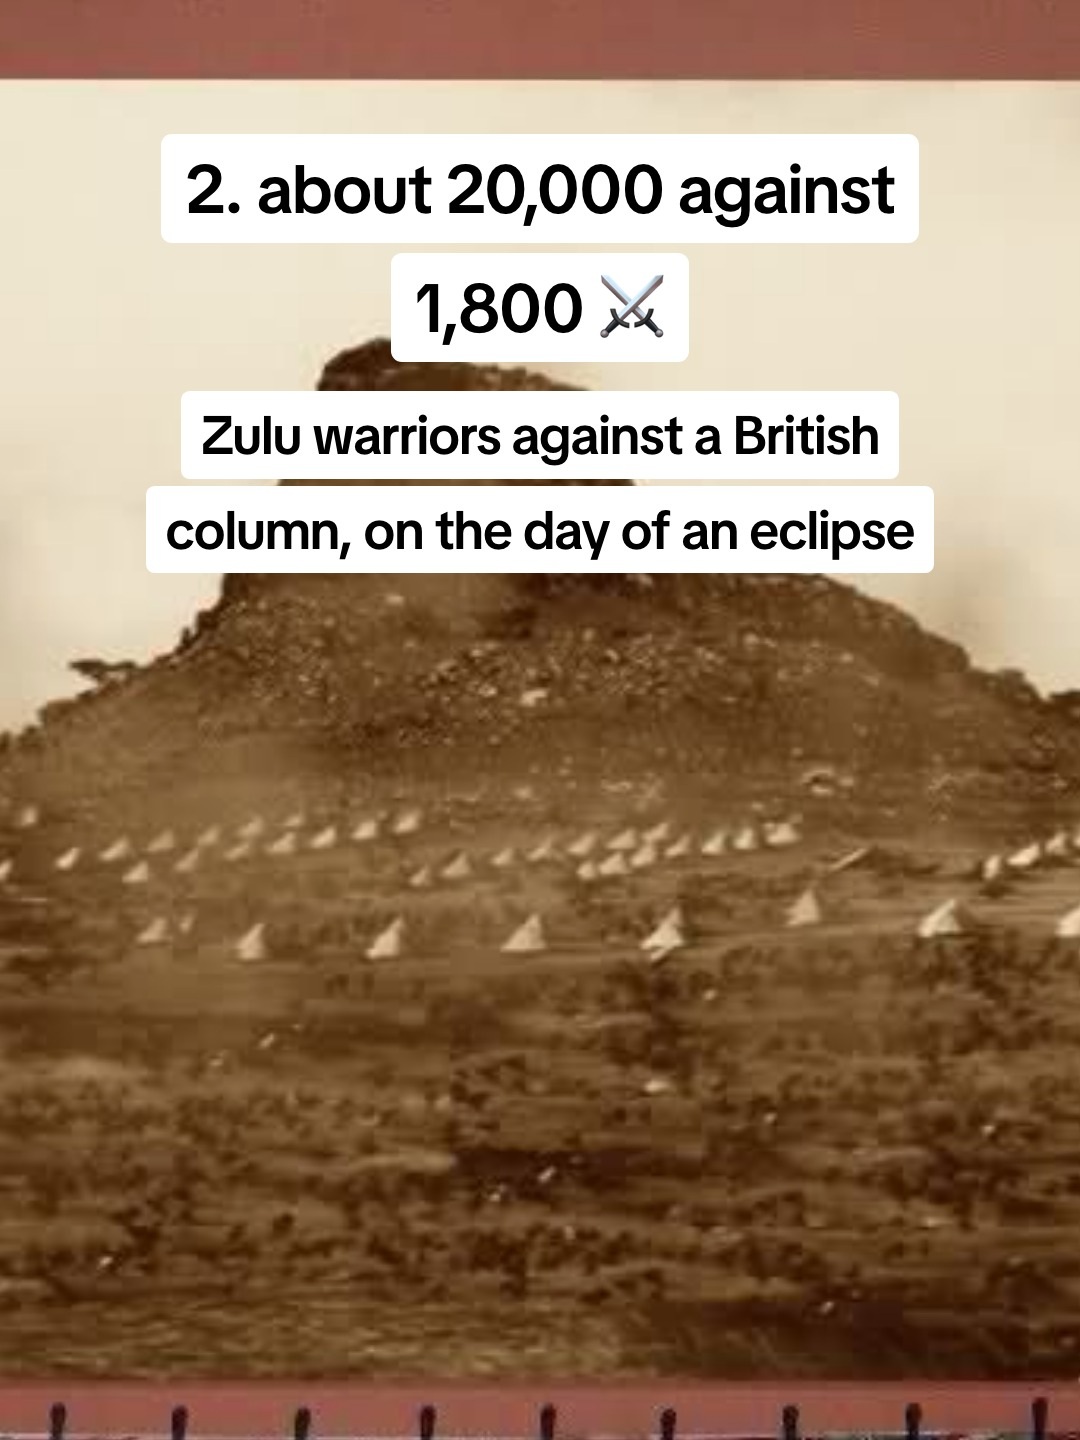 2. about 20,000 against
1,800 ⚔️
Zulu warriors against a British
column, on the day of an eclipse